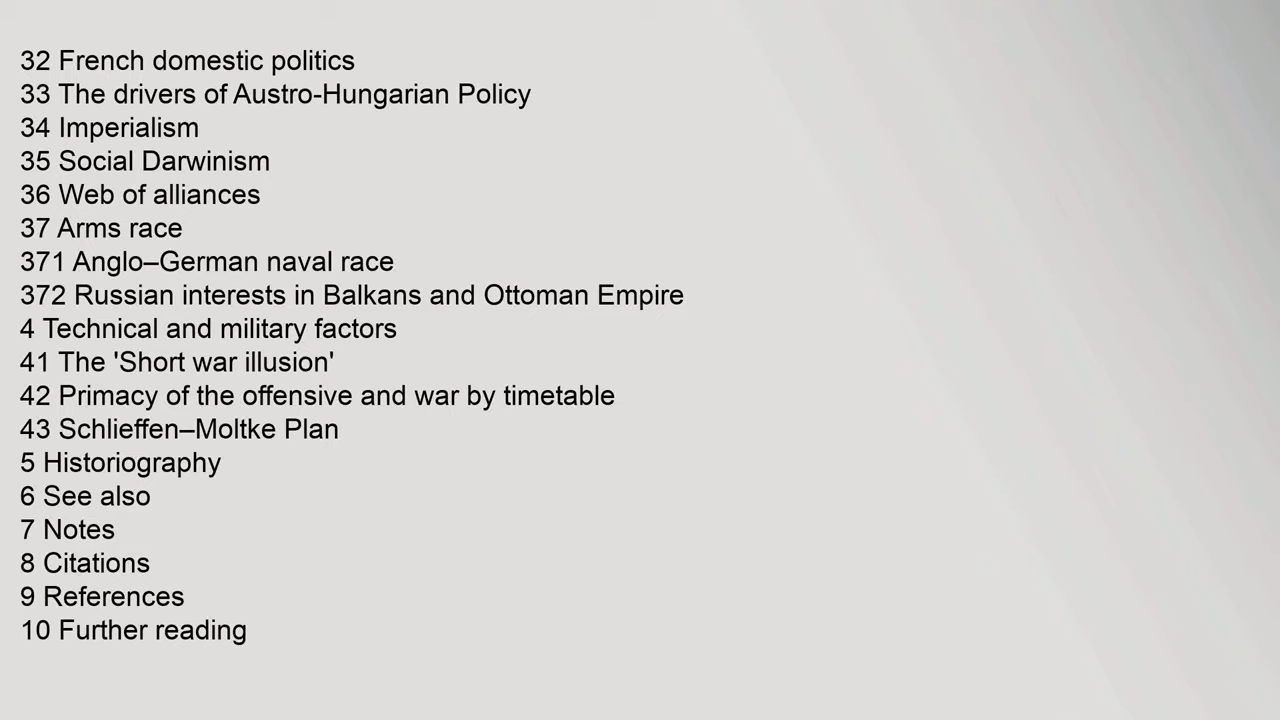 32 French domestic politics
33 The drivers of Austro-Hungarian Policy
34 Imperialism
35 Social Darwinism
36 Web of alliances
37 Arms race
371 Anglo–German naval race
372 Russian interests in Balkans and Ottoman Empire
4 Technical and military factors
41 The 'Short war illusion'
42 Primacy of the offensive and war by timetable
43 Schlieffen–Moltke Plan
5 Historiography
6 See also
7 Notes
8 Citations
9 References
10 Further reading